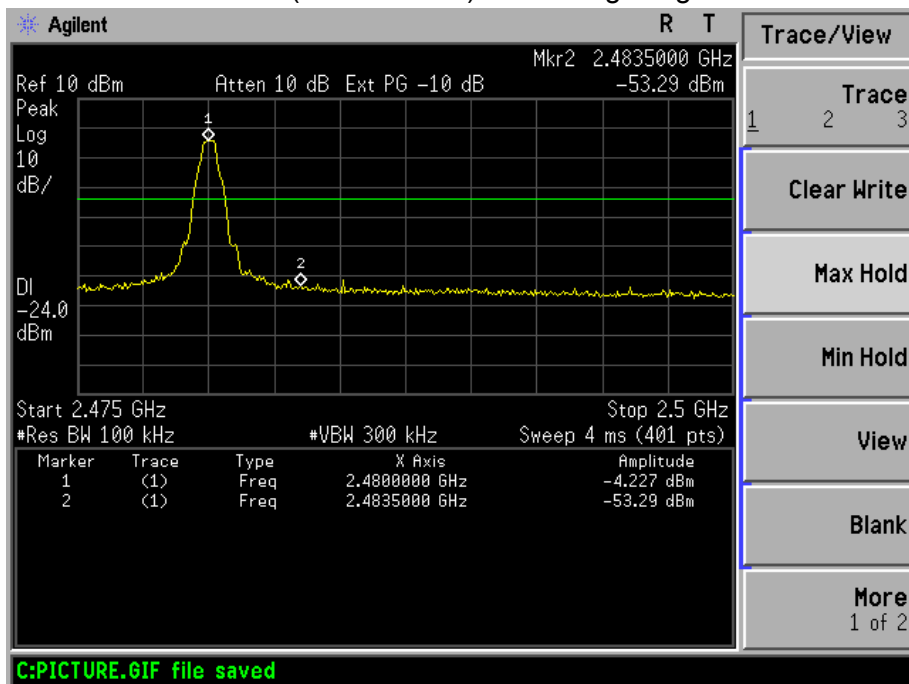 Agilent R T
Trace/View
Mkr2 2.4835000 GHz
Ref 10 dBm Atten 10 dB Ext PG -10 dB -53.29 dBm
Peak
Log
10
dB/
1
2
DI
-24.0
dBm
Start 2.475 GHz Stop 2.5 GHz
#Res BW 100 kHz #VBW 300 kHz Sweep 4 ms (401 pts)
Marker Trace Type X Axis Amplitude
1 (1) Freq 2.4800000 GHz -4.227 dBm
2 (1) Freq 2.4835000 GHz -53.29 dBm
Trace
1 2 3
Clear Write
Max Hold
Min Hold
View
Blank
More
1 of 2
C:PICTURE.GIF file saved